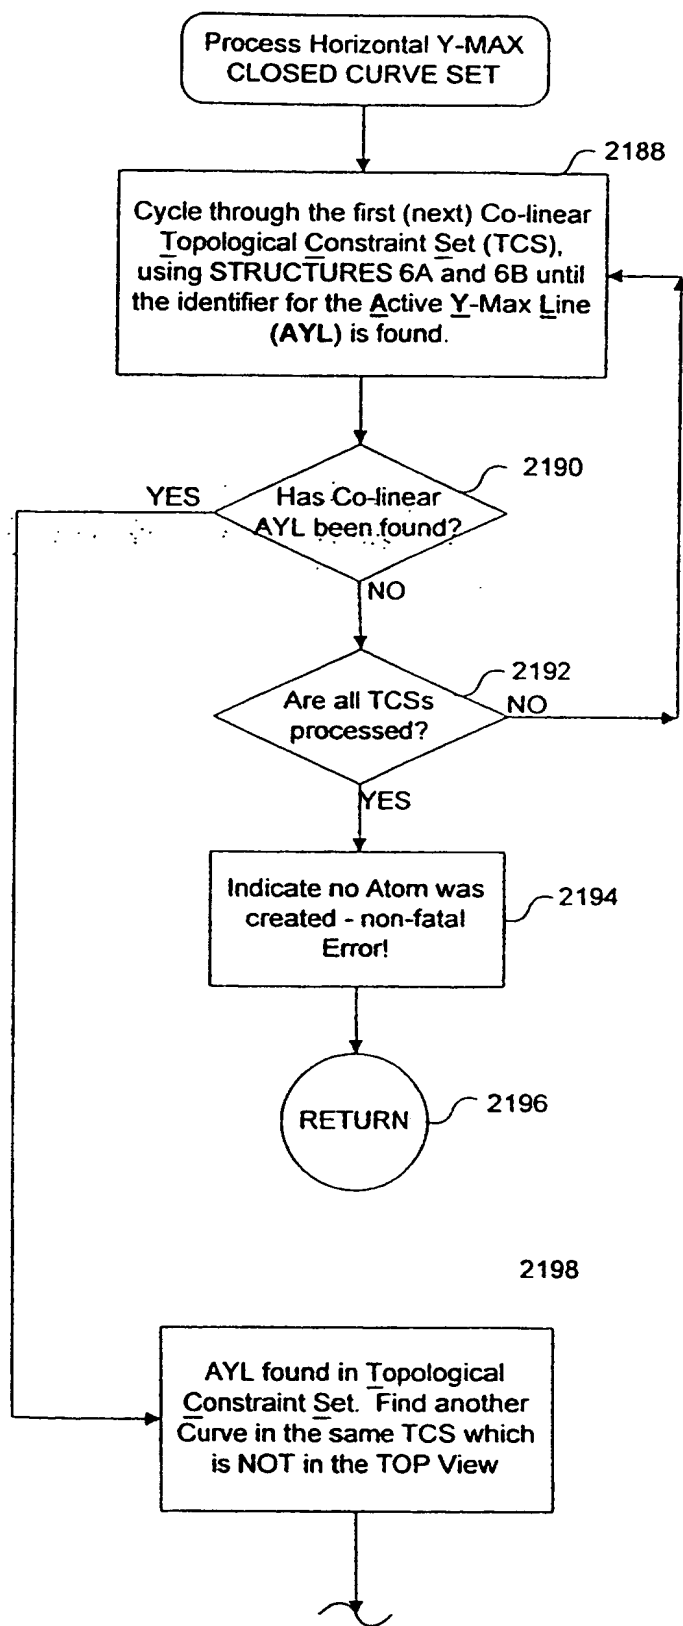 Process Horizontal Y-MAX
CLOSED CURVE SET
2188
Cycle through the first (next) Co-linear
Topological Constraint Set (TCS),
using STRUCTURES 6A and 6B until
the identifier for the Active Y-Max Line
(AYL) is found.
2190
YES
Has Co-linear
AYL been found?
NO
2192
Are all TCSs
processed?
NO
YES
Indicate no Atom was
created - non-fatal
Error!
2194
RETURN
2196
2198
AYL found in Topological
Constraint Set. Find another
Curve in the same TCS which
is NOT in the TOP View